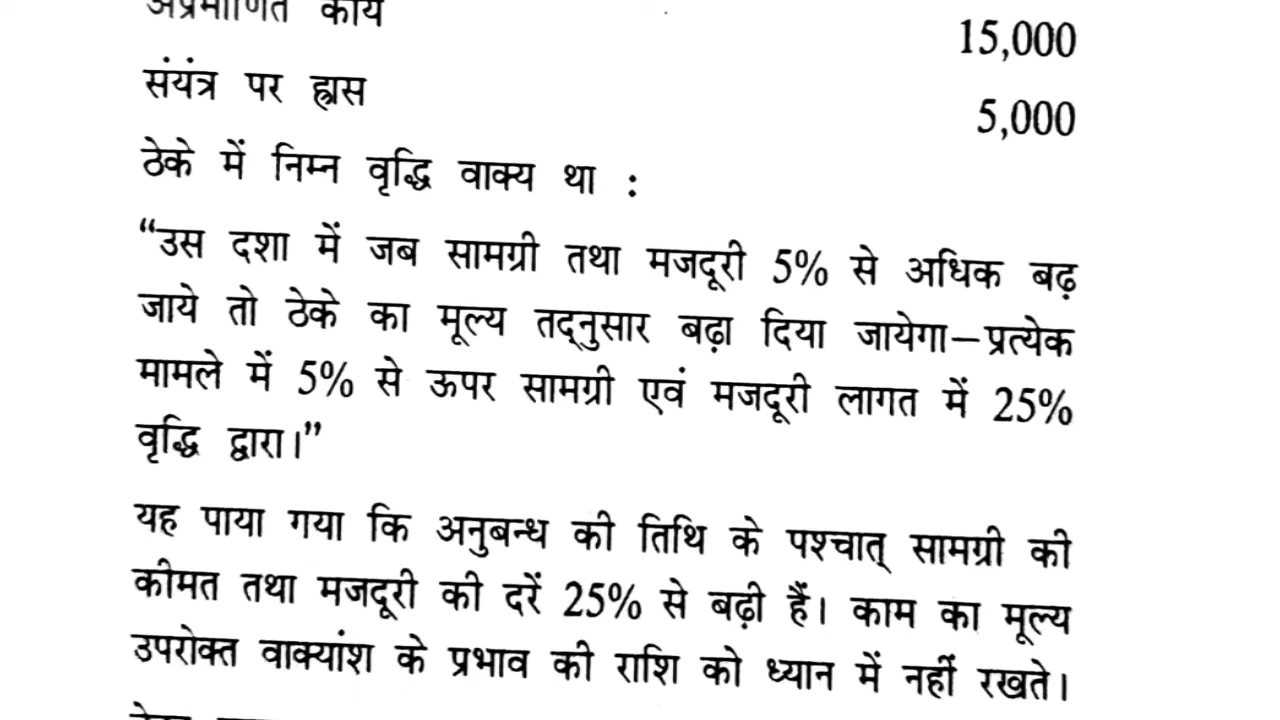 अप्रमाणित कार्य 15,000
संयंत्र पर ह्रास 5,000
ठेके में निम्न वृद्धि वाक्य था :
“उस दशा में जब सामग्री तथा मजदूरी 5% से अधिक बढ़
जाये तो ठेके का मूल्य तद्नुसार बढ़ा दिया जायेगा–प्रत्येक
मामले में 5% से ऊपर सामग्री एवं मजदूरी लागत में 25%
वृद्धि द्वारा।”
यह पाया गया कि अनुबन्ध की तिथि के पश्चात् सामग्री की
कीमत तथा मजदूरी की दरें 25% से बढ़ी हैं। काम का मूल्य
उपरोक्त वाक्यांश के प्रभाव की राशि को ध्यान में नहीं रखते।